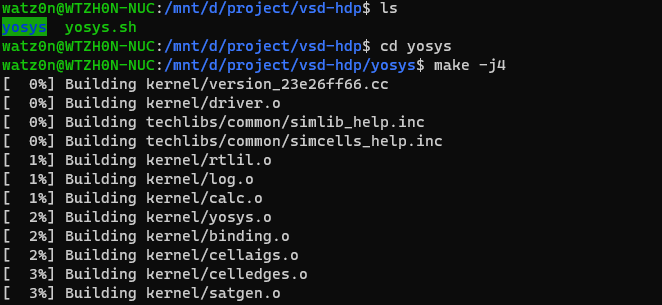 watz0n@WTZH0N-NUC:/mnt/d/project/vsd-hdp$ ls
yosys  yosys.sh
watz0n@WTZH0N-NUC:/mnt/d/project/vsd-hdp$ cd yosys
watz0n@WTZH0N-NUC:/mnt/d/project/vsd-hdp/yosys$ make -j4
[  0%] Building kernel/version_23e26ff66.cc
[  0%] Building kernel/driver.o
[  0%] Building techlibs/common/simlib_help.inc
[  0%] Building techlibs/common/simcells_help.inc
[  1%] Building kernel/rtlil.o
[  1%] Building kernel/log.o
[  1%] Building kernel/calc.o
[  2%] Building kernel/yosys.o
[  2%] Building kernel/binding.o
[  2%] Building kernel/cellaigs.o
[  3%] Building kernel/celledges.o
[  3%] Building kernel/satgen.o